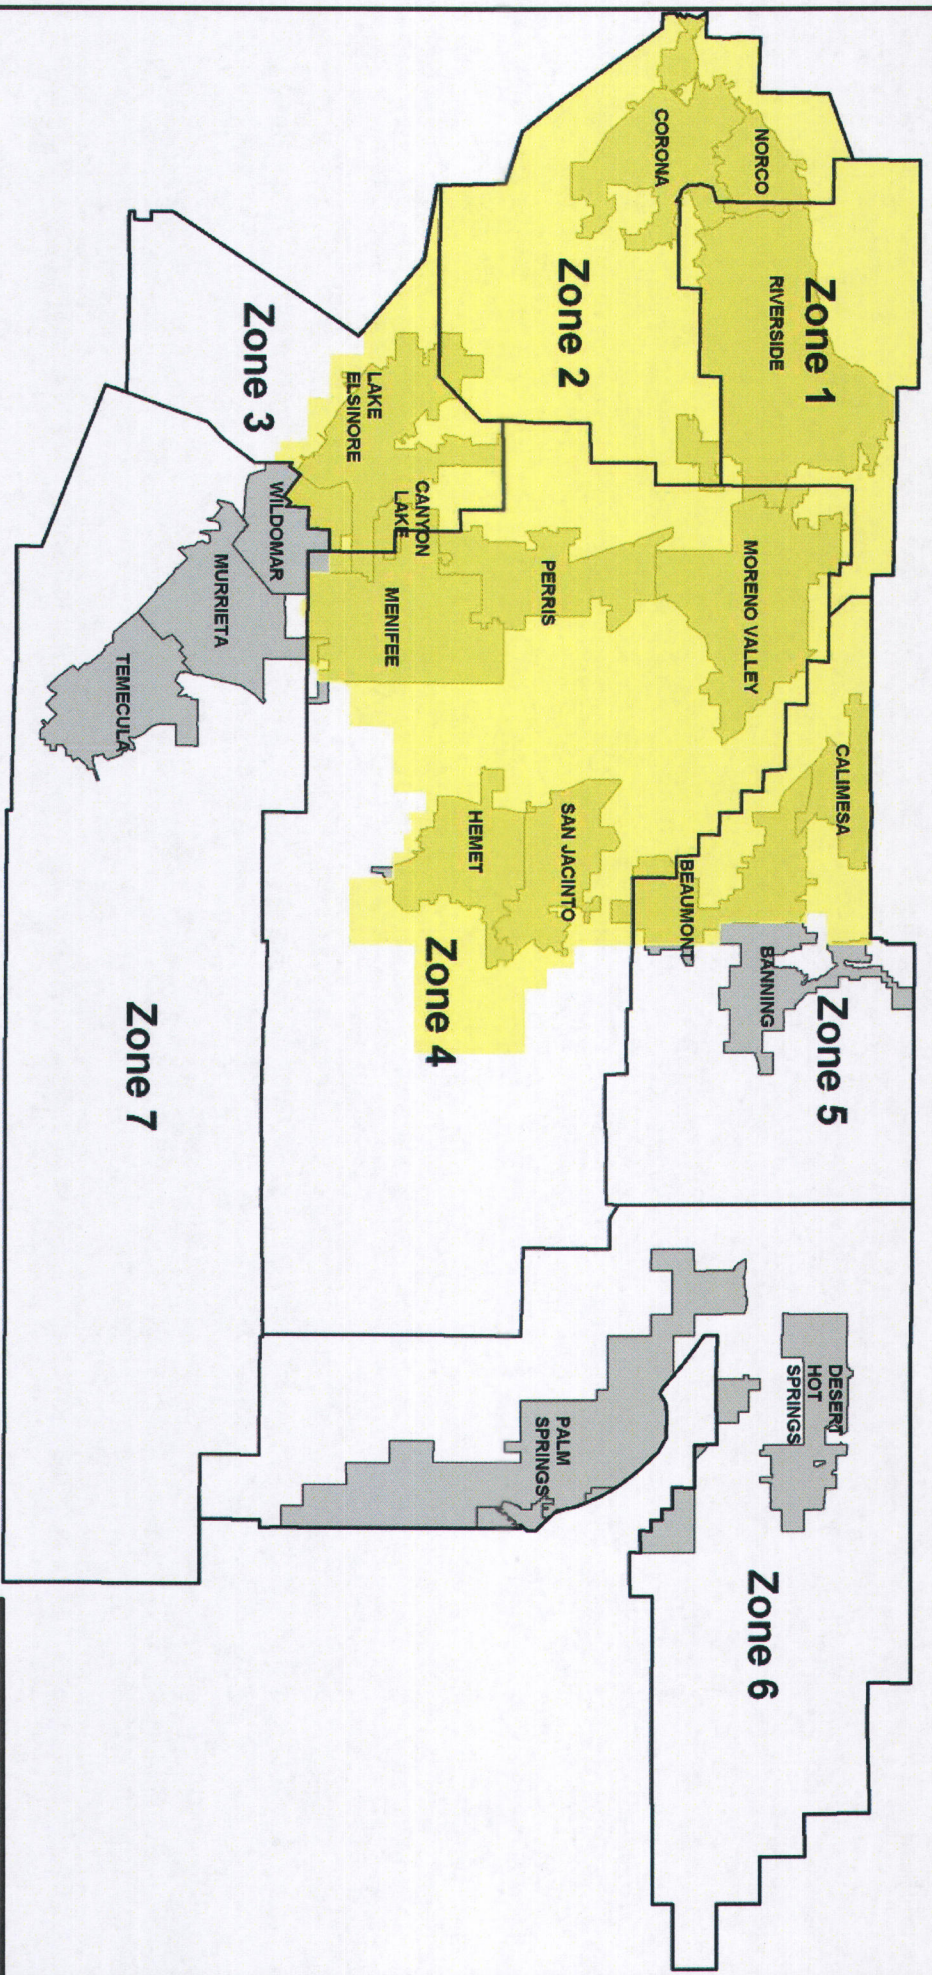 Zone 1
NORCO
RIVERSIDE
CORONA
Zone 2
MORENO VALLEY
CALIMESA
BEAUMONT
BANNING
Zone 5
DESERT
HOT
SPRINGS
Zone 6
PERRIS
SAN JACINTO
HEMET
Zone 4
PALM
SPRINGS
LAKE
ELSINORE
CANYON
LAKE
MENIFEE
Zone 3
WILDOMAR
MURRIETA
TEMECULA
Zone 7